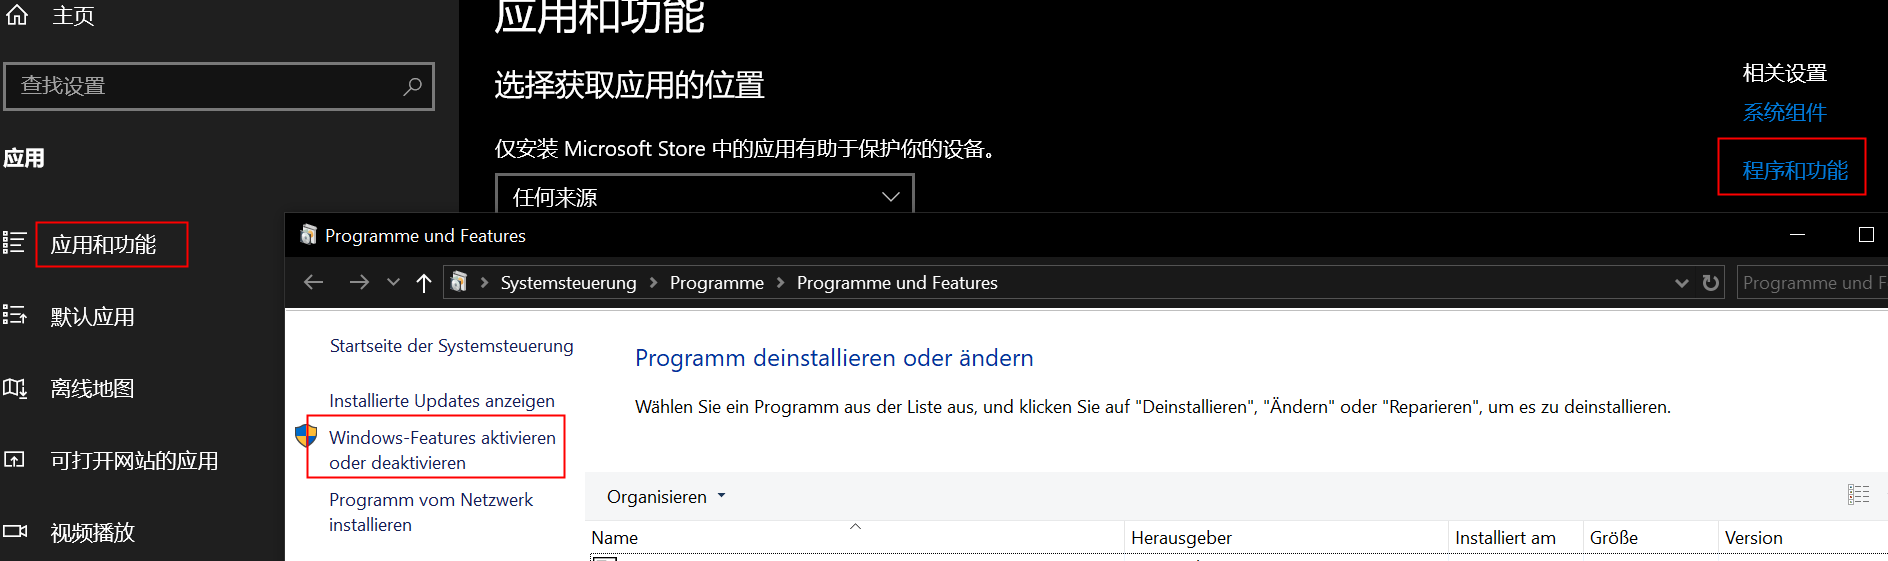 主页
查找设置
应用
应用和功能
默认应用
离线地图
可打开网站的应用
视频播放
应用和功能
选择获取应用的位置
仅安装 Microsoft Store 中的应用有助于保护你的设备。
任何来源
相关设置
系统组件
程序和功能
Programme und Features
Systemsteuerung > Programme > Programme und Features
Programme und F
Startseite der Systemsteuerung
Installierte Updates anzeigen
Windows-Features aktivieren
oder deaktivieren
Programm vom Netzwerk
installieren
Programm deinstallieren oder ändern
Wählen Sie ein Programm aus der Liste aus, und klicken Sie auf "Deinstallieren", "Ändern" oder "Reparieren", um es zu deinstallieren.
Organisieren
Name Herausgeber Installiert am Größe Version